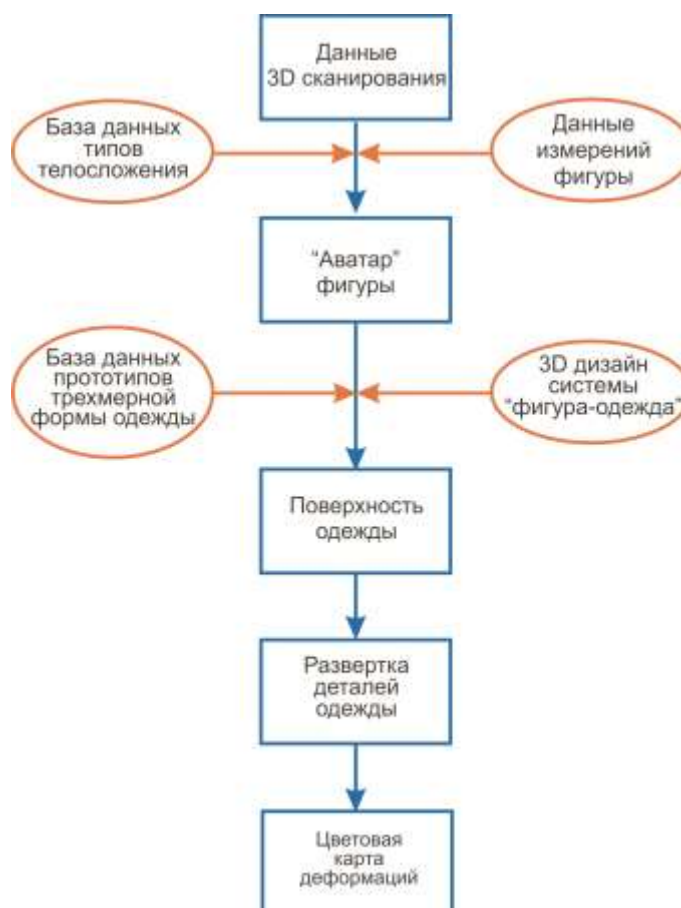 Данные
3D сканирования
База данных
типов
телосложения
Данные
измерений
фигуры
“Аватар”
фигуры
База данных
прототипов
трехмерной
формы одежды
3D дизайн
системы
“фигура-одежда”
Поверхность
одежды
Развертка
деталей
одежды
Цветовая
карта
деформаций